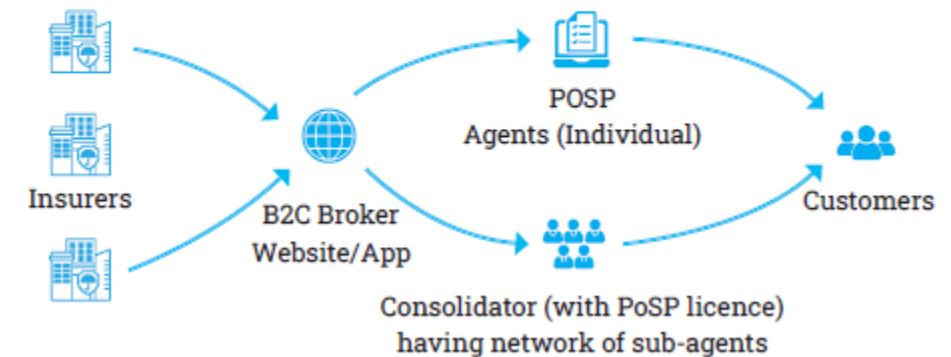 Insurers
B2C Broker
Website/App
POSP
Agents (Individual)
Consolidator (with PoSP licence)
having network of sub-agents
Customers